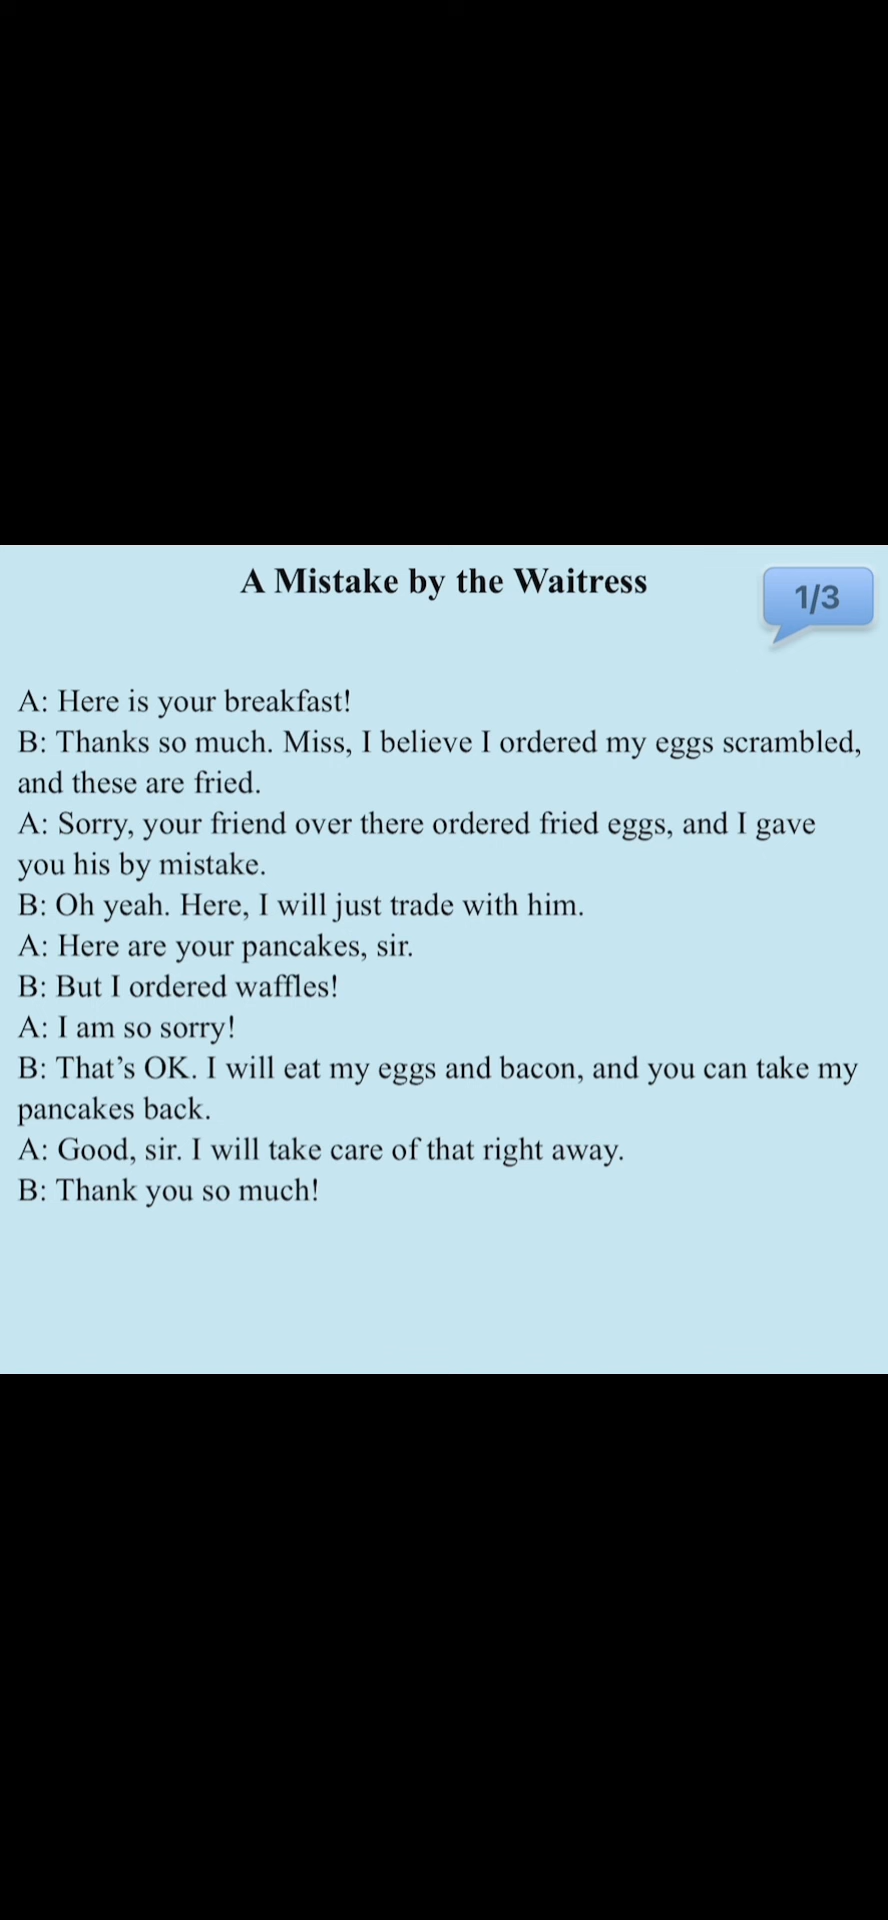 A Mistake by the Waitress
1/3
A: Here is your breakfast!
B: Thanks so much. Miss, I believe I ordered my eggs scrambled,
and these are fried.
A: Sorry, your friend over there ordered fried eggs, and I gave
you his by mistake.
B: Oh yeah. Here, I will just trade with him.
A: Here are your pancakes, sir.
B: But I ordered waffles!
A: I am so sorry!
B: That’s OK. I will eat my eggs and bacon, and you can take my
pancakes back.
A: Good, sir. I will take care of that right away.
B: Thank you so much!